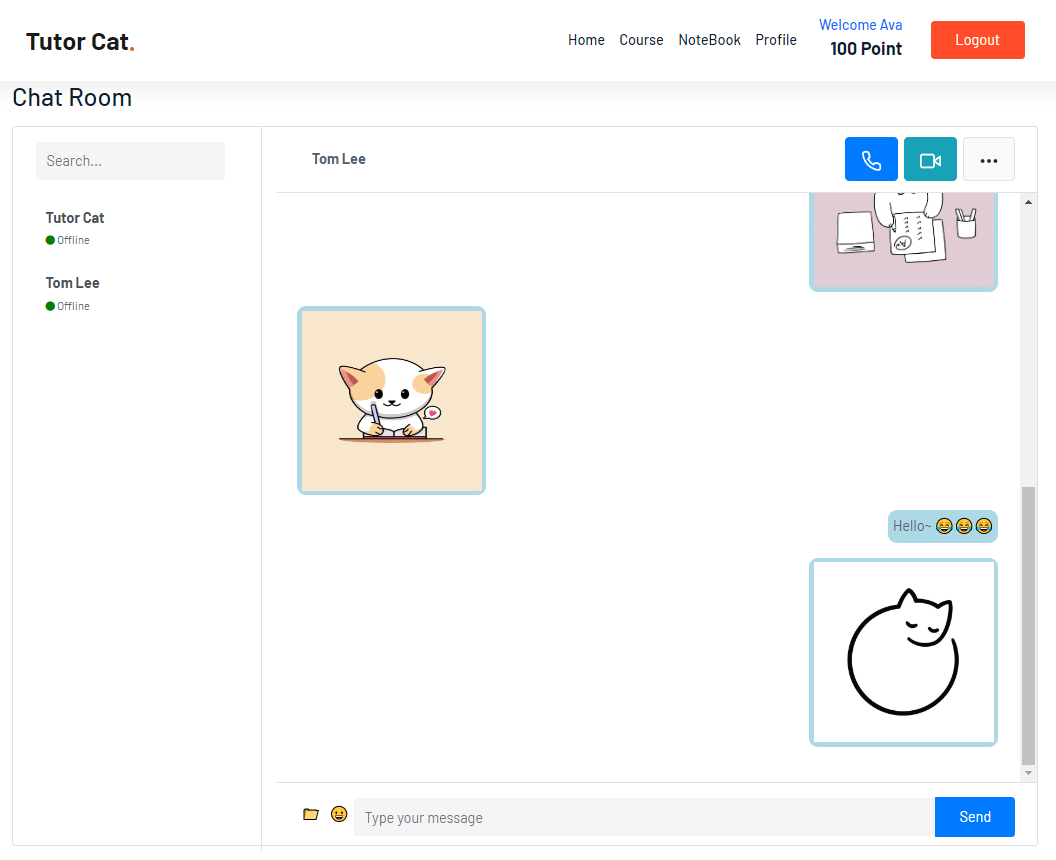 Tutor Cat.
Home Course NoteBook Profile
Welcome Ava
100 Point
Logout
Chat Room
Search...
Tutor Cat
Offline
Tom Lee
Offline
Tom Lee
Hello~ 😂😂😂
Type your message
Send